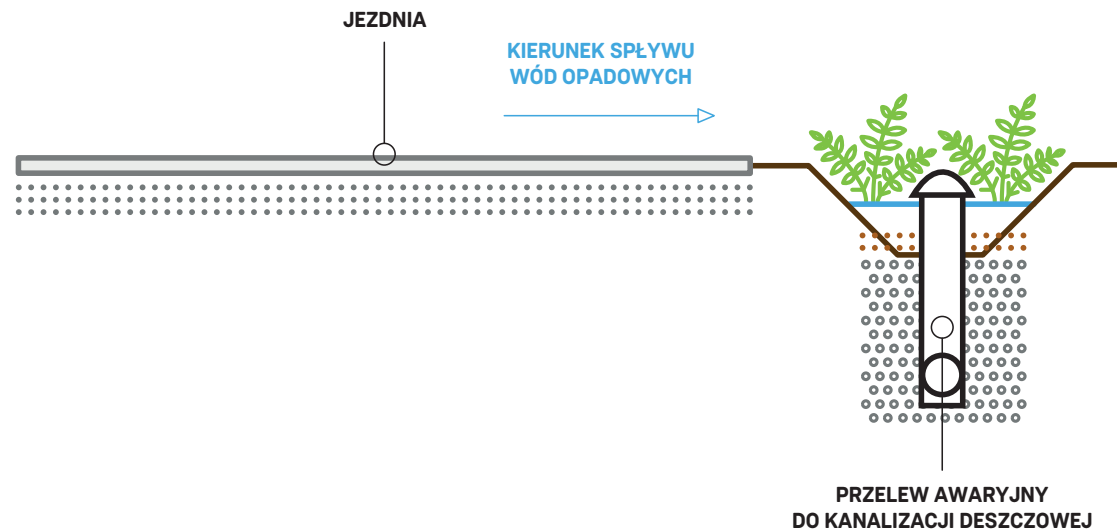 JEZDNIA
KIERUNEK SPŁYWU
WÓD OPADOWYCH
PRZELEW AWARYJNY
DO KANALIZACJI DESZCZOWEJ